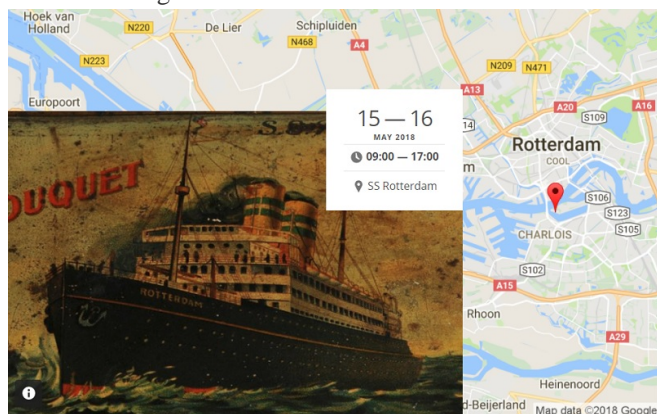 Hoek van
Holland
N220
De Lier
Schipluiden
N468
A4
N223
N209
N471
A13
Europoort
A20
A16
S109
14
15 — 16
MAY 2018
09:00 — 17:00
SS Rotterdam
Rotterdam
COOL
m
S106
S123
S105
CHARLOIS
OUQUET
S102
ROTTERDAM
A15
Rhoon
A29
Heinenoord
d-Beijerland
Map data ©2018 Google